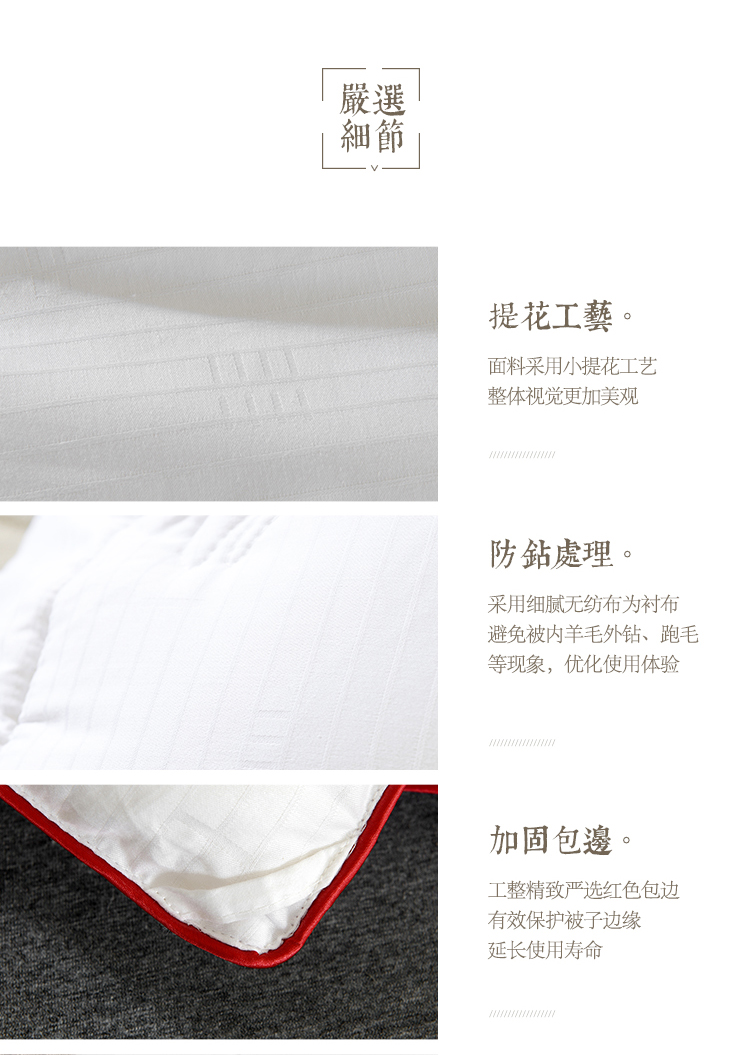 嚴選
細節
提花工藝。
面料采用小提花工艺
整体视觉更加美观
防鉆處理。
采用细腻无纺布为衬布
避免被内羊毛外钻、跑毛
等现象，优化使用体验
加固包邊。
工整精致严选红色包边
有效保护被子边缘
延长使用寿命